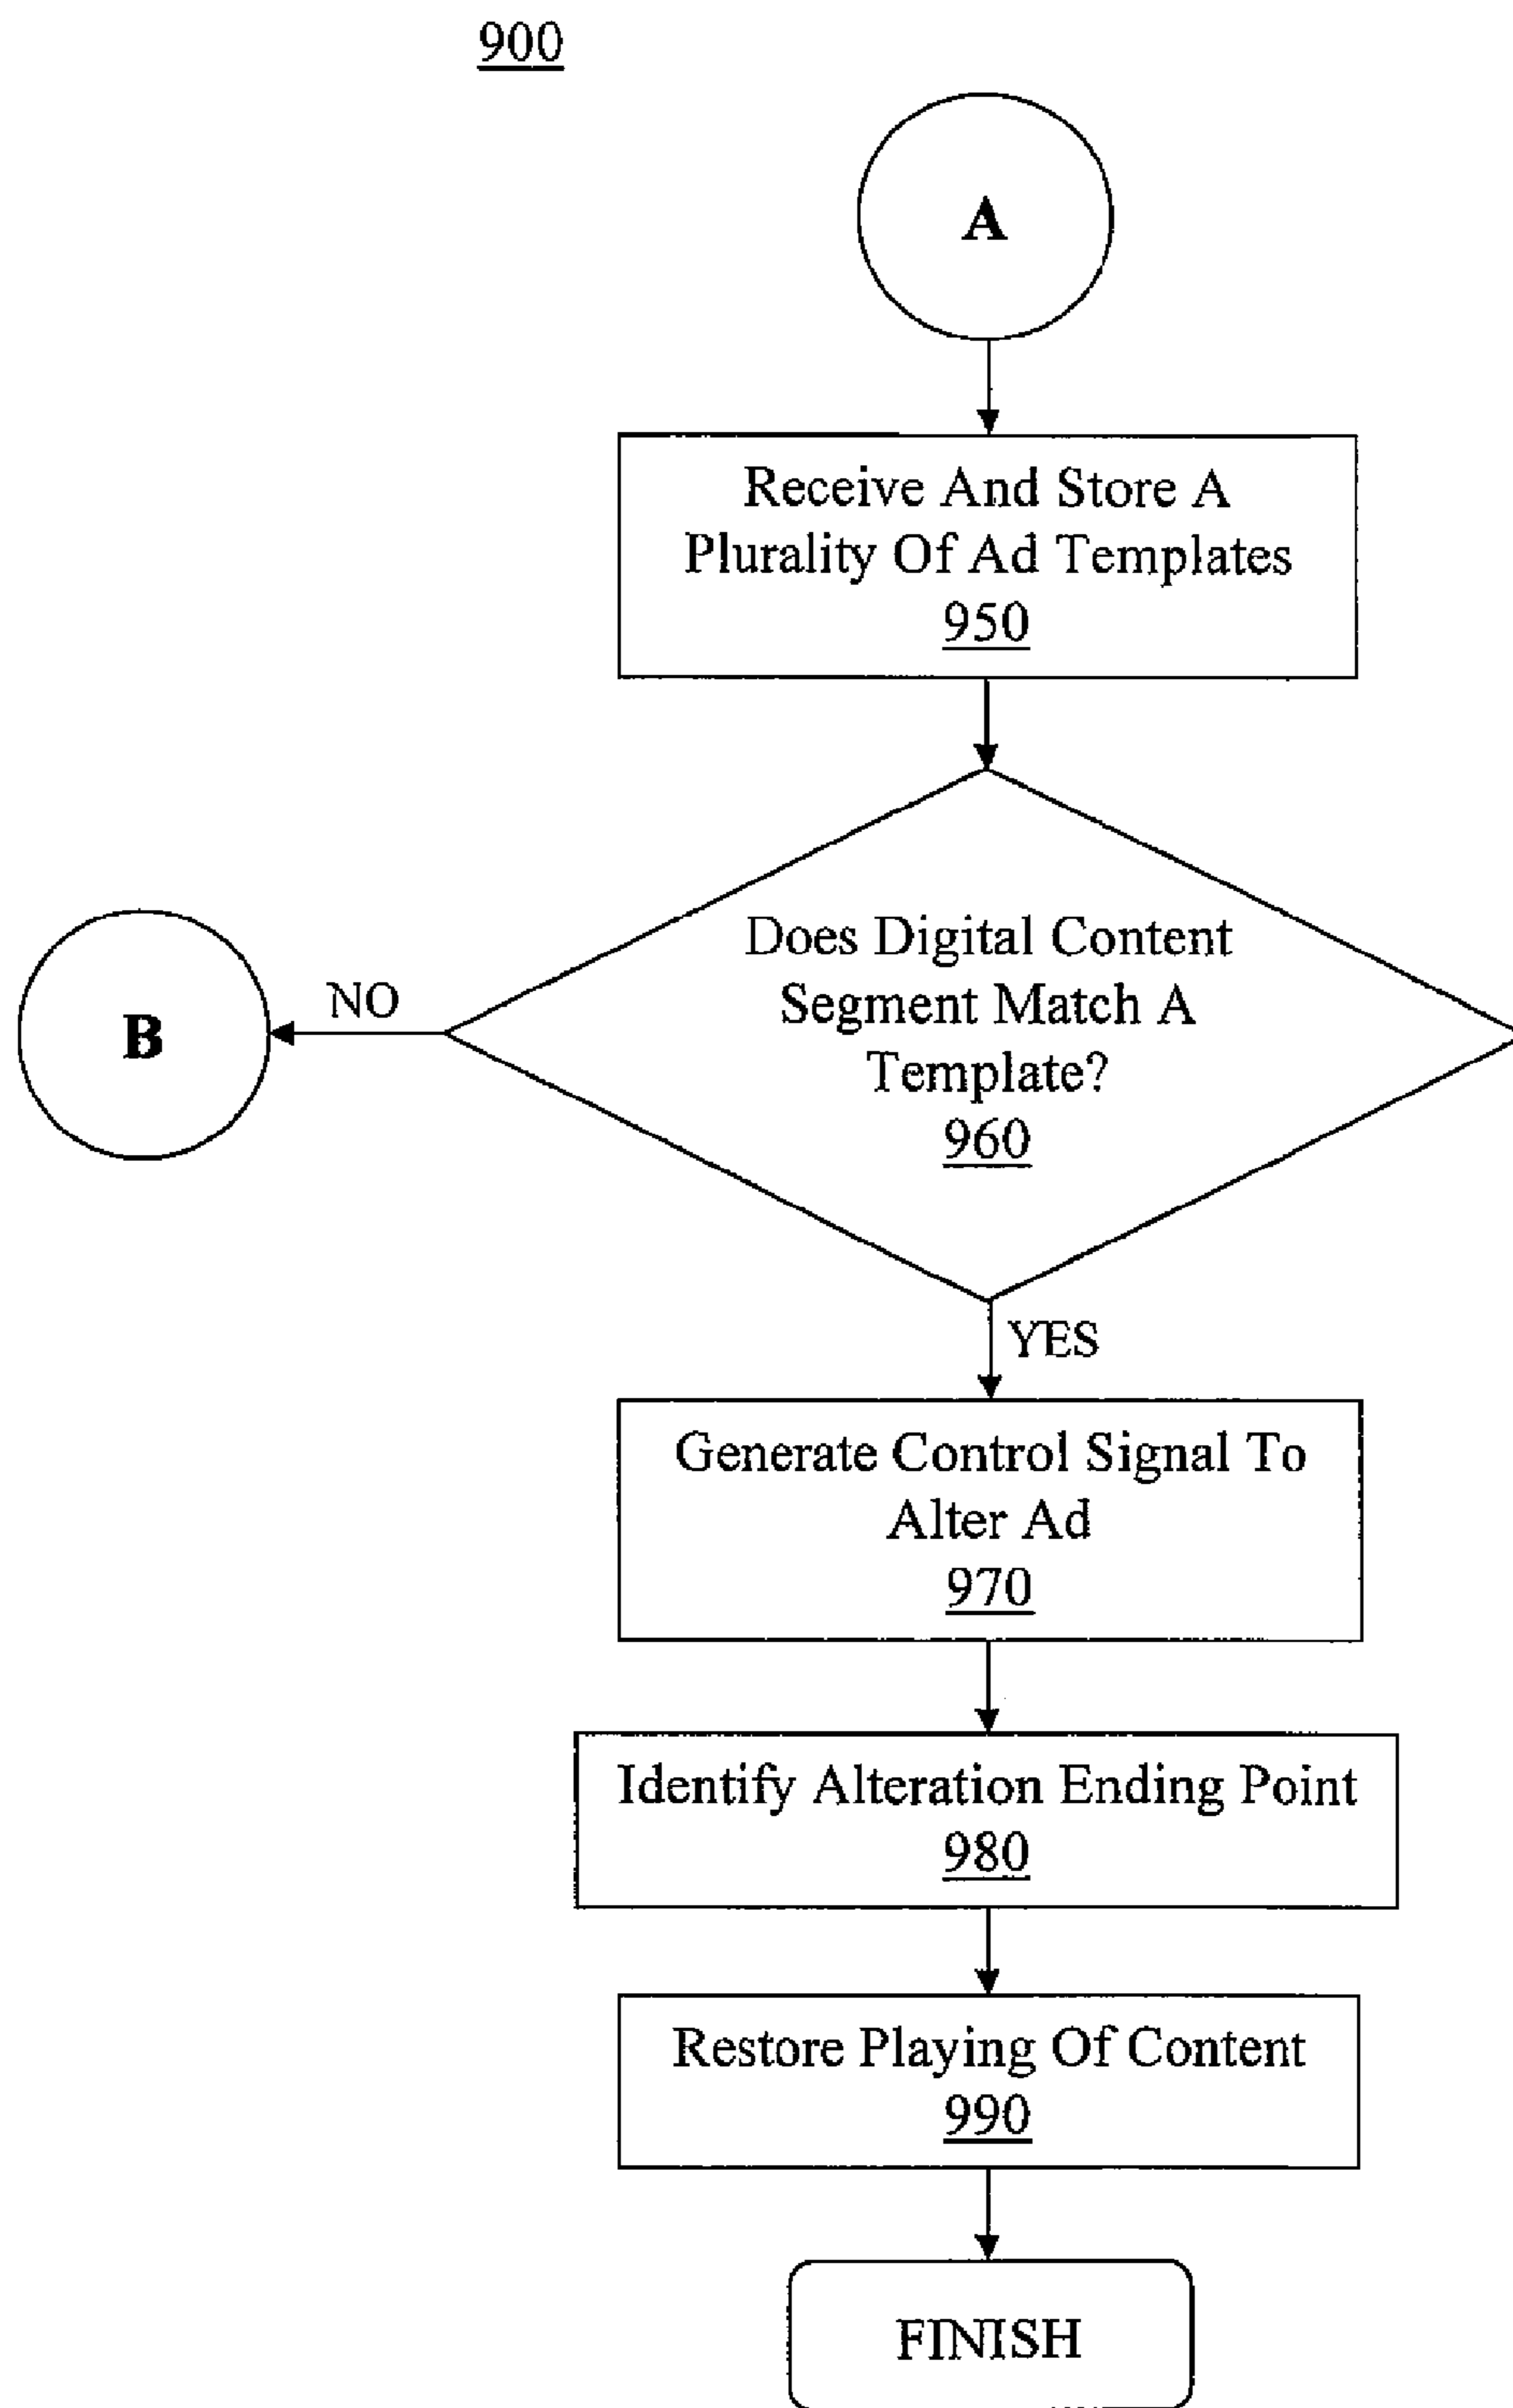 900
A
Receive And Store A
Plurality Of Ad Templates
950
Does Digital Content
Segment Match A
Template?
960
NO
B
YES
Generate Control Signal To
Alter Ad
970
Identify Alteration Ending Point
980
Restore Playing Of Content
990
FINISH